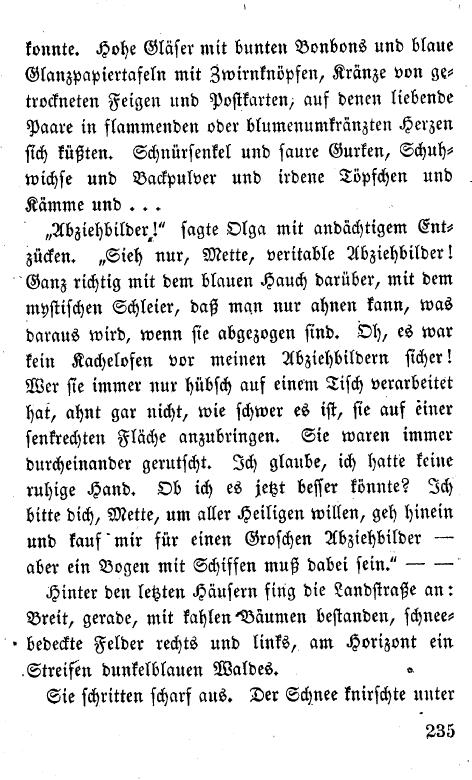 konnte. Hohe Gläser mit bunten Bonbons und blaue
Glanzpapiertafeln mit Zwirnknöpfen, Kränze von ge-
trockneten Feigen und Postkarten, auf denen liebende
Paare in flammenden oder blumenumkränzten Herzen
sich küßten. Schnürsenkel und saure Gurken, Schuh-
wichse und Backpulver und irdene Töpfchen und
Kämme und ...
„Abziehbilder!“ sagte Olga mit andächtigem Ent-
zücken. „Sieh nur, Mette, veritable Abziehbilder!
Ganz richtig mit dem blauen Hauch darüber, mit dem
mystischen Schleier, daß man nur ahnen kann, was
daraus wird, wenn sie abgezogen sind. Oh, es war
kein Kachelofen vor meinen Abziehbildern sicher!
Wer sie immer nur hübsch auf einem Tisch verarbeitet
hat, ahnt gar nicht, wie schwer es ist, sie auf einer
senkrechten Fläche anzubringen. Sie waren immer
durcheinander gerutscht. Ich glaube, ich hatte keine
ruhige Hand. Ob ich es jetzt besser könnte? Ich
bitte dich, Mette, um aller Heiligen willen, geh hinein
und kauf mir für einen Groschen Abziehbilder —
aber ein Bogen mit Schiffen muß dabei sein.“ — —
Hinter den letzten Häusern fing die Landstraße an:
Breit, gerade, mit kahlen Bäumen bestanden, schnee-
bedeckte Felder rechts und links, am Horizont ein
Streifen dunkelblauen Waldes.
Sie schritten scharf aus. Der Schnee knirschte unter
235